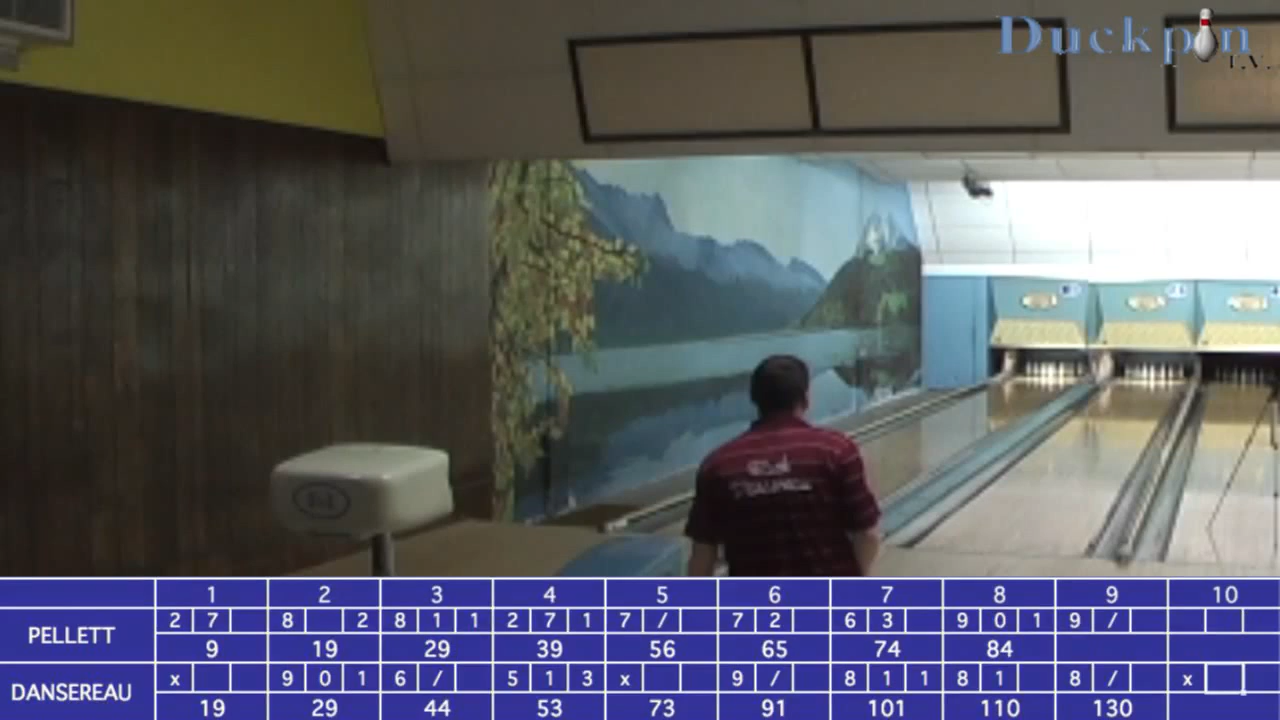 Duckpin
T.V.
1 2 3 4 5 6 7 8 9 10
PELLETT
2 7 8 2 8 1 1 2 7 1 7 / 7 2 6 3 9 0 1 9 /
9 19 29 39 56 65 74 84
DANSEREAU
x 9 0 1 6 / 5 1 3 x 9 / 8 1 1 8 1 8 / x
19 29 44 53 73 91 101 110 130